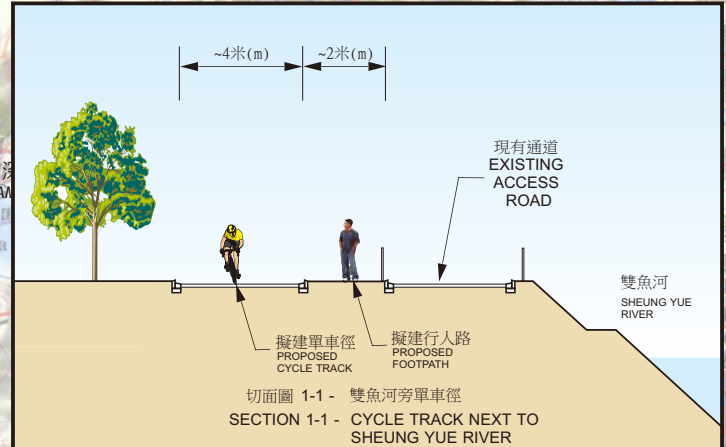 ~4米(m)
~2米(m)
現有通道
EXISTING
ACCESS
ROAD
深
AN
雙魚河
SHEUNG YUE
RIVER
擬建單車徑
PROPOSED
CYCLE TRACK
擬建行人路
PROPOSED
FOOTPATH
切面圖 1-1 - 雙魚河旁單車徑
SECTION 1-1 - CYCLE TRACK NEXT TO
SHEUNG YUE RIVER